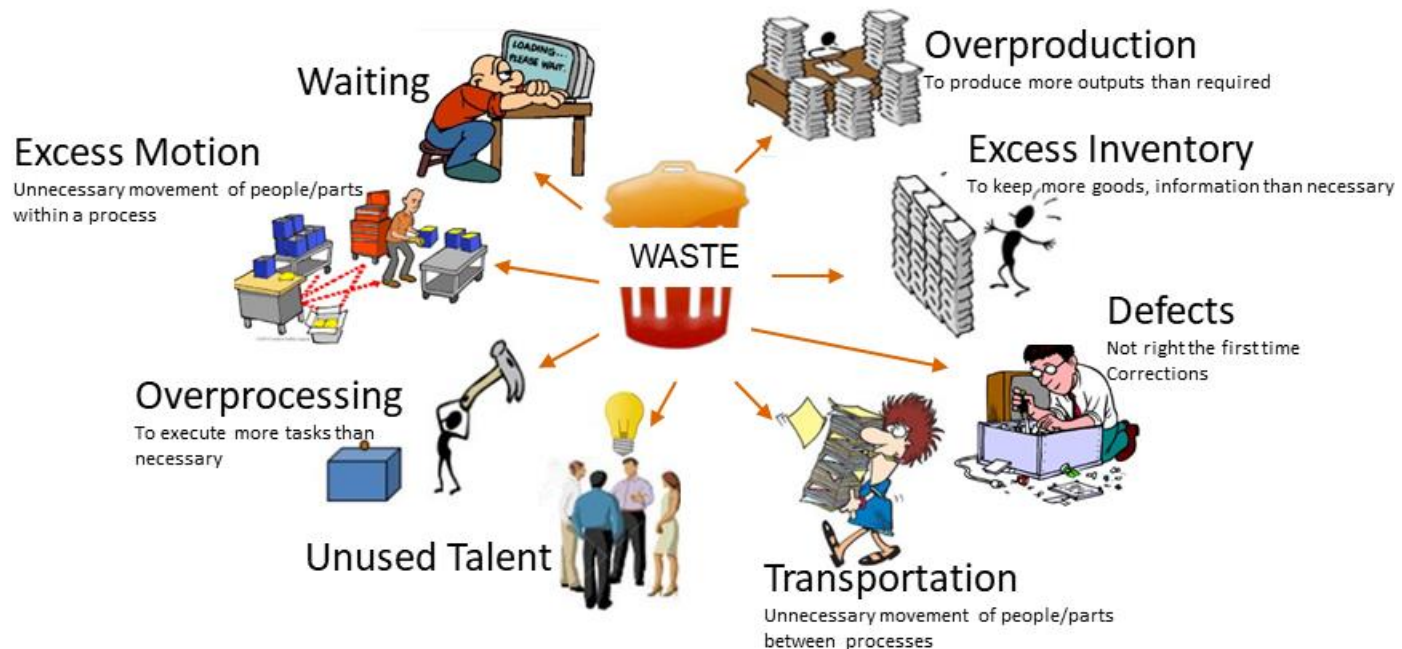 Waiting
LOADING...
PLEASE WAIT.
Overproduction
To produce more outputs than required
Excess Motion
Unnecessary movement of people/parts
within a process
Excess Inventory
To keep more goods, information than necessary
WASTE
Defects
Not right the first time
Corrections
Overprocessing
To execute more tasks than
necessary
Unused Talent
Transportation
Unnecessary movement of people/parts
between processes